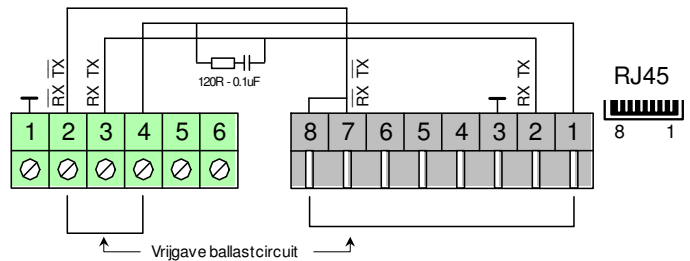 RX TX
RX TX
120R - 0.1uF
RX TX
RX TX
RJ45
8 1
1 2 3 4 5 6
8 7 6 5 4 3 2 1
Vrijgave ballastcircuit